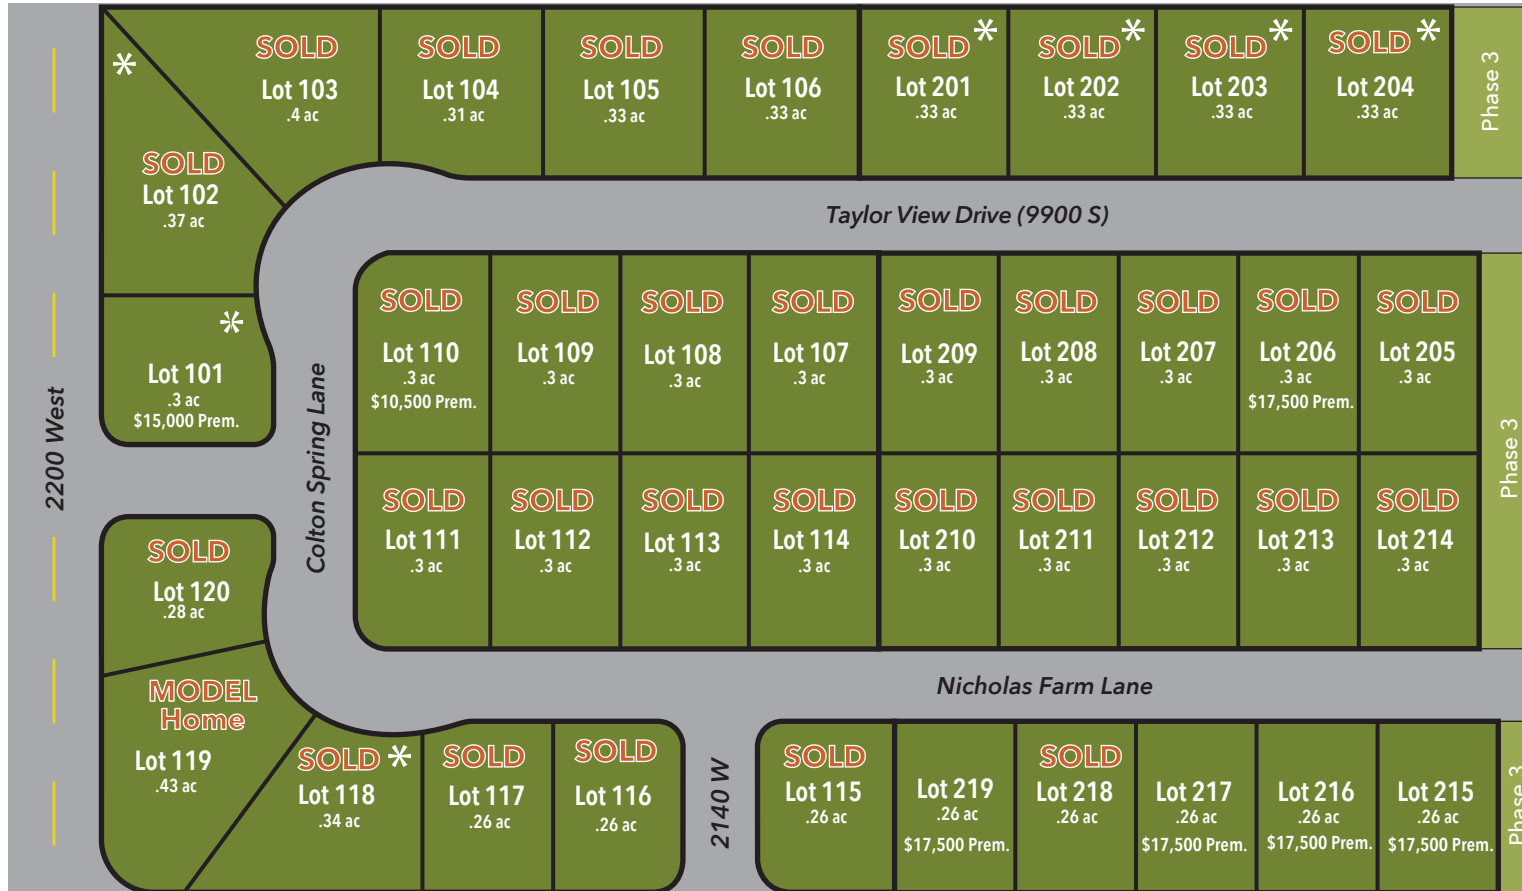 *
SOLD
Lot 103
.4 ac
SOLD
Lot 104
.31 ac
SOLD
Lot 105
.33 ac
SOLD
Lot 106
.33 ac
SOLD *
Lot 201
.33 ac
SOLD *
Lot 202
.33 ac
SOLD *
Lot 203
.33 ac
SOLD *
Lot 204
.33 ac
Phase 3
SOLD
Lot 102
.37 ac
Taylor View Drive (9900 S)
*
Lot 101
.3 ac
$15,000 Prem.
2200 West
Colton Spring Lane
SOLD
Lot 110
.3 ac
$10,500 Prem.
SOLD
Lot 109
.3 ac
SOLD
Lot 108
.3 ac
SOLD
Lot 107
.3 ac
SOLD
Lot 209
.3 ac
SOLD
Lot 208
.3 ac
SOLD
Lot 207
.3 ac
SOLD
Lot 206
.3 ac
$17,500 Prem.
SOLD
Lot 205
.3 ac
Phase 3
SOLD
Lot 111
.3 ac
SOLD
Lot 112
.3 ac
SOLD
Lot 113
.3 ac
SOLD
Lot 114
.3 ac
SOLD
Lot 210
.3 ac
SOLD
Lot 211
.3 ac
SOLD
Lot 212
.3 ac
SOLD
Lot 213
.3 ac
SOLD
Lot 214
.3 ac
SOLD
Lot 120
.28 ac
Nicholas Farm Lane
MODEL
Home
Lot 119
.43 ac
SOLD *
Lot 118
.34 ac
SOLD
Lot 117
.26 ac
SOLD
Lot 116
.26 ac
2140 W
SOLD
Lot 115
.26 ac
Lot 219
.26 ac
$17,500 Prem.
SOLD
Lot 218
.26 ac
Lot 217
.26 ac
$17,500 Prem.
Lot 216
.26 ac
$17,500 Prem.
Lot 215
.26 ac
$17,500 Prem.
Phase 3